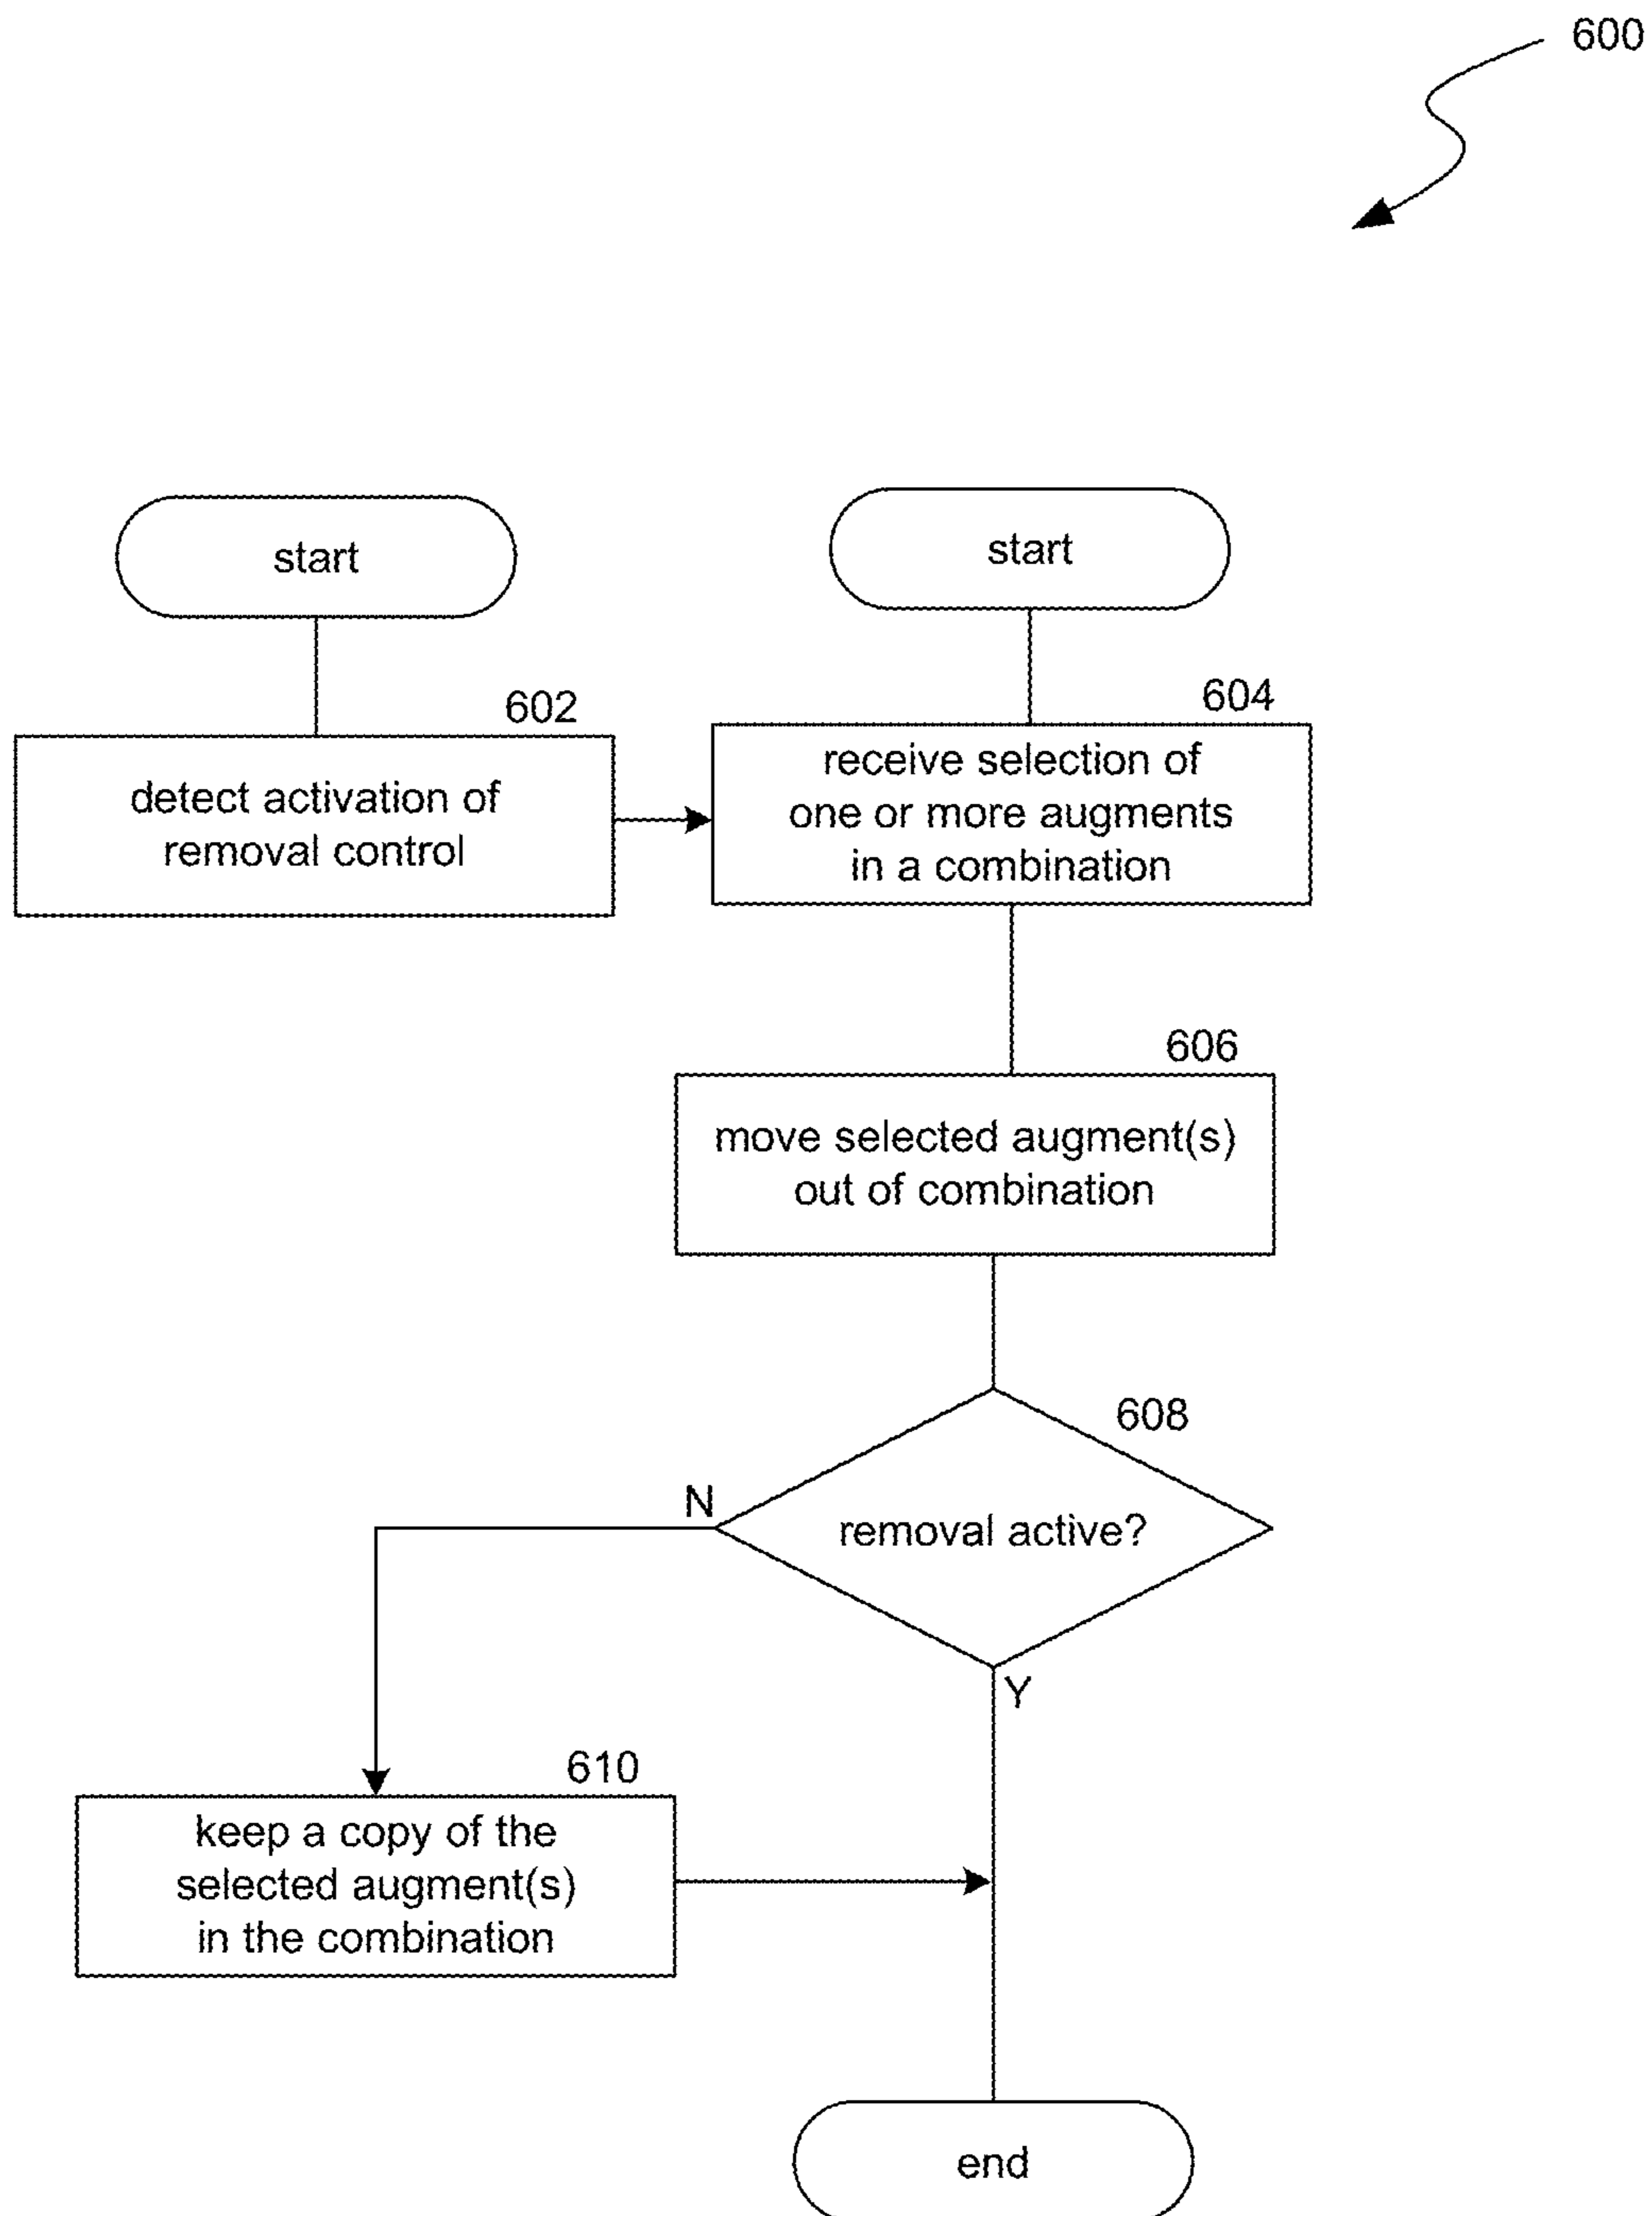 600
start
start
602
604
detect activation of
removal control
receive selection of
one or more augments
in a combination
606
move selected augment(s)
out of combination
608
removal active?
N
Y
610
keep a copy of the
selected augment(s)
in the combination
end